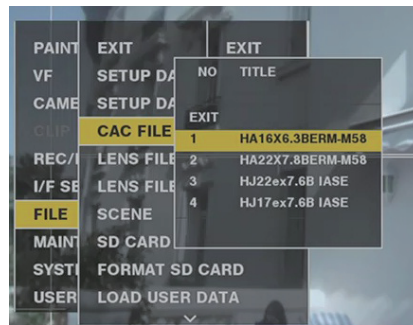 PAINT
VF
CAME
CLIP
REC/
I/F SE
FILE
MAINT
SYST
USER
EXIT
SETUP DA
SETUP DA
CAC FILE
LENS FILE
LENS FILE
SCENE
SD CARD
FORMAT SD CARD
LOAD USER DATA
EXIT
NO TITLE
EXIT
1 HA16X6.3BERM-M58
2 HA22X7.8BERM-M58
3 HJ22ex7.6B IASE
4 HJ17ex7.6B IASE